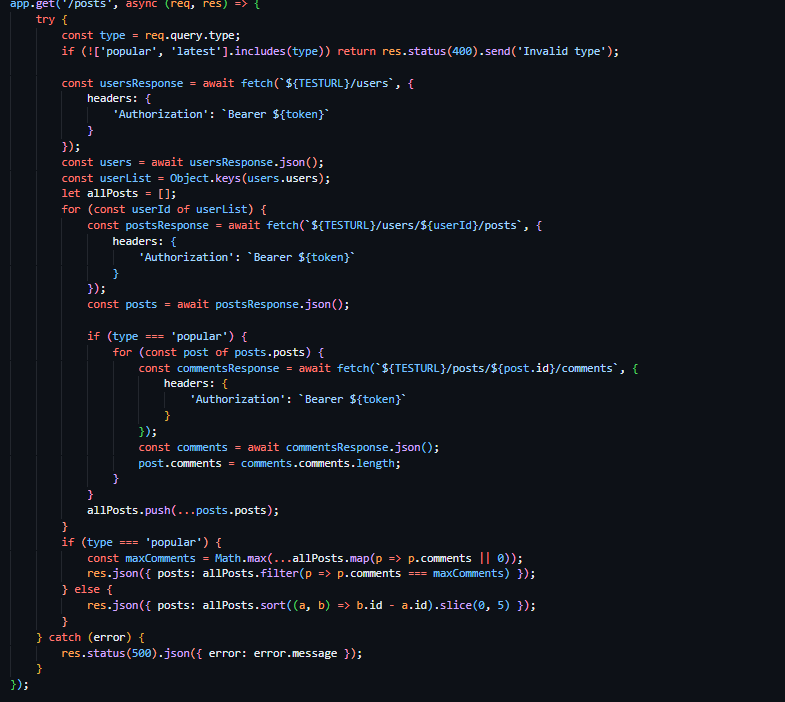 app.get('/posts', async (req, res) => {
    try {
        const type = req.query.type;
        if (!['popular', 'latest'].includes(type)) return res.status(400).send('Invalid type');

        const usersResponse = await fetch(`${TESTURL}/users`, {
            headers: {
                'Authorization': `Bearer ${token}`
            }
        });
        const users = await usersResponse.json();
        const userList = Object.keys(users.users);
        let allPosts = [];
        for (const userId of userList) {
            const postsResponse = await fetch(`${TESTURL}/users/${userId}/posts`, {
                headers: {
                    'Authorization': `Bearer ${token}`
                }
            });
            const posts = await postsResponse.json();

            if (type === 'popular') {
                for (const post of posts.posts) {
                    const commentsResponse = await fetch(`${TESTURL}/posts/${post.id}/comments`, {
                        headers: {
                            'Authorization': `Bearer ${token}`
                        }
                    });
                    const comments = await commentsResponse.json();
                    post.comments = comments.comments.length;
                }
            }
            allPosts.push(...posts.posts);
        }
        if (type === 'popular') {
            const maxComments = Math.max(...allPosts.map(p => p.comments || 0));
            res.json({ posts: allPosts.filter(p => p.comments === maxComments) });
        } else {
            res.json({ posts: allPosts.sort((a, b) => b.id - a.id).slice(0, 5) });
        }
    } catch (error) {
        res.status(500).json({ error: error.message });
    }
});